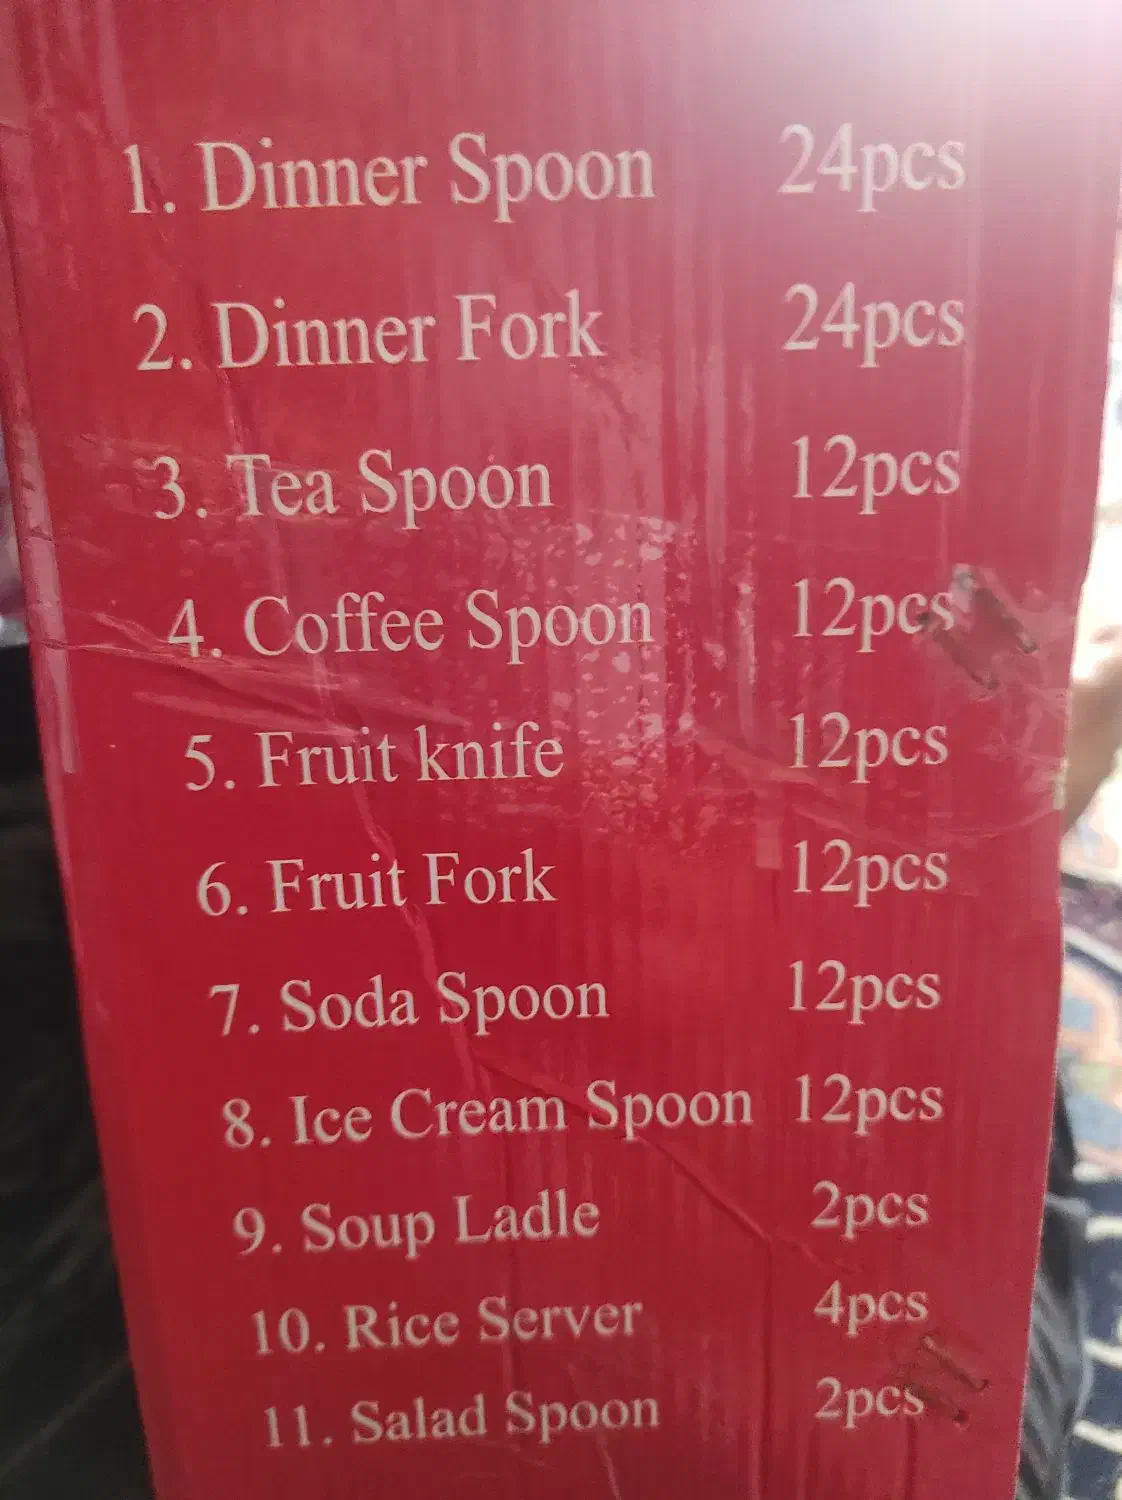 1. Dinner Spoon 24pcs
2. Dinner Fork 24pcs
3. Tea Spoon 12pcs
4. Coffee Spoon 12pcs
5. Fruit knife 12pcs
6. Fruit Fork 12pcs
7. Soda Spoon 12pcs
8. Ice Cream Spoon 12pcs
9. Soup Ladle 2pcs
10. Rice Server 4pcs
11. Salad Spoon 2pcs